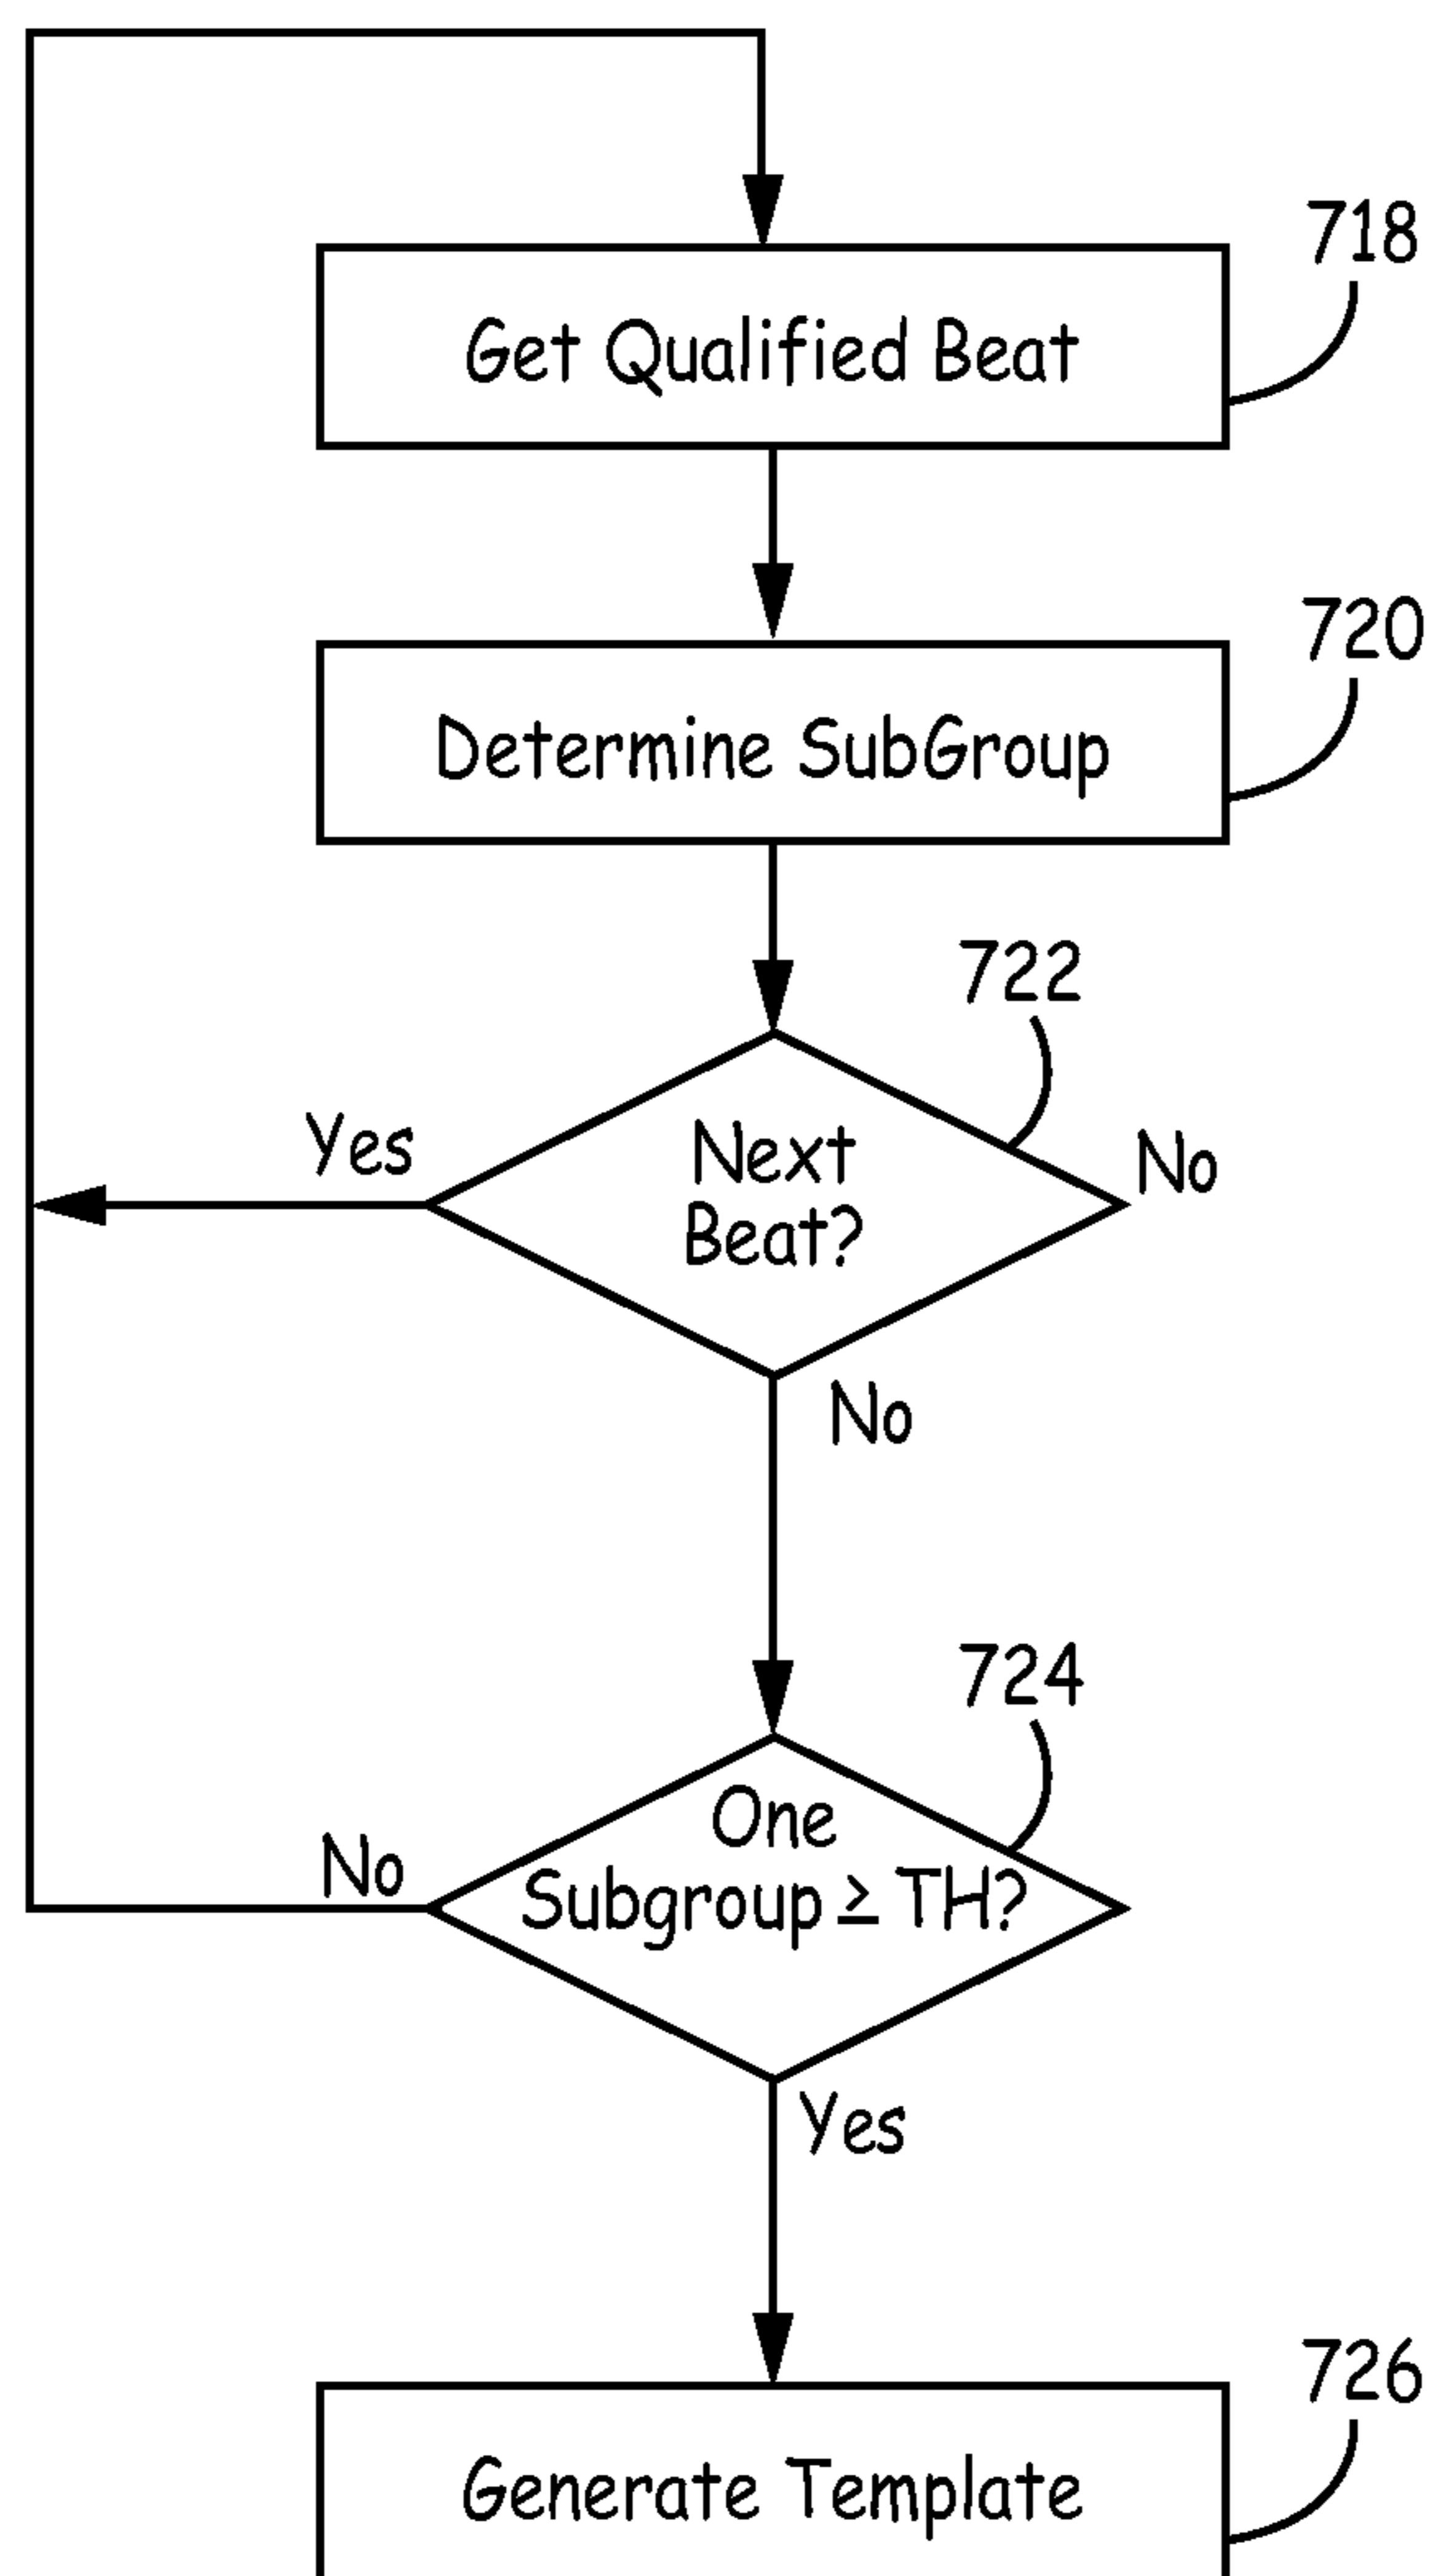 718
Get Qualified Beat
720
Determine SubGroup
722
Yes
Next
Beat?
No
No
724
One
Subgroup ≥ TH?
No
Yes
726
Generate Template